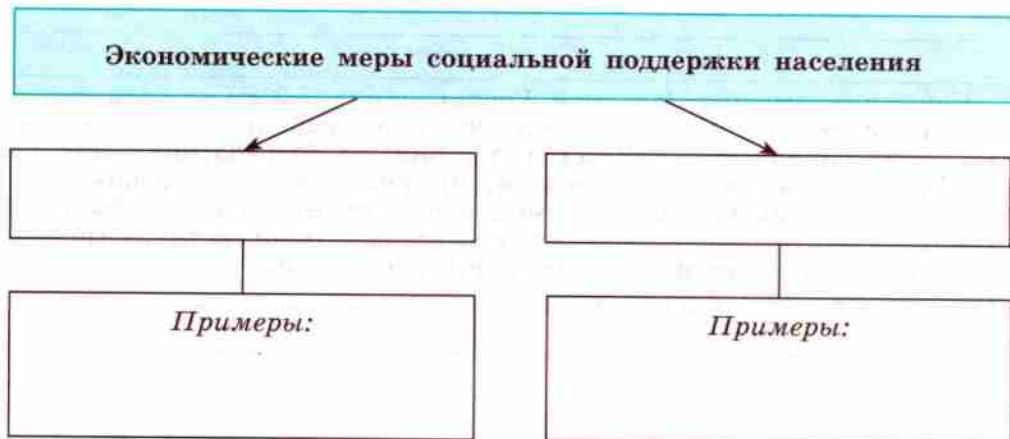 Экономические меры социальной поддержки населения
Примеры:
Примеры: